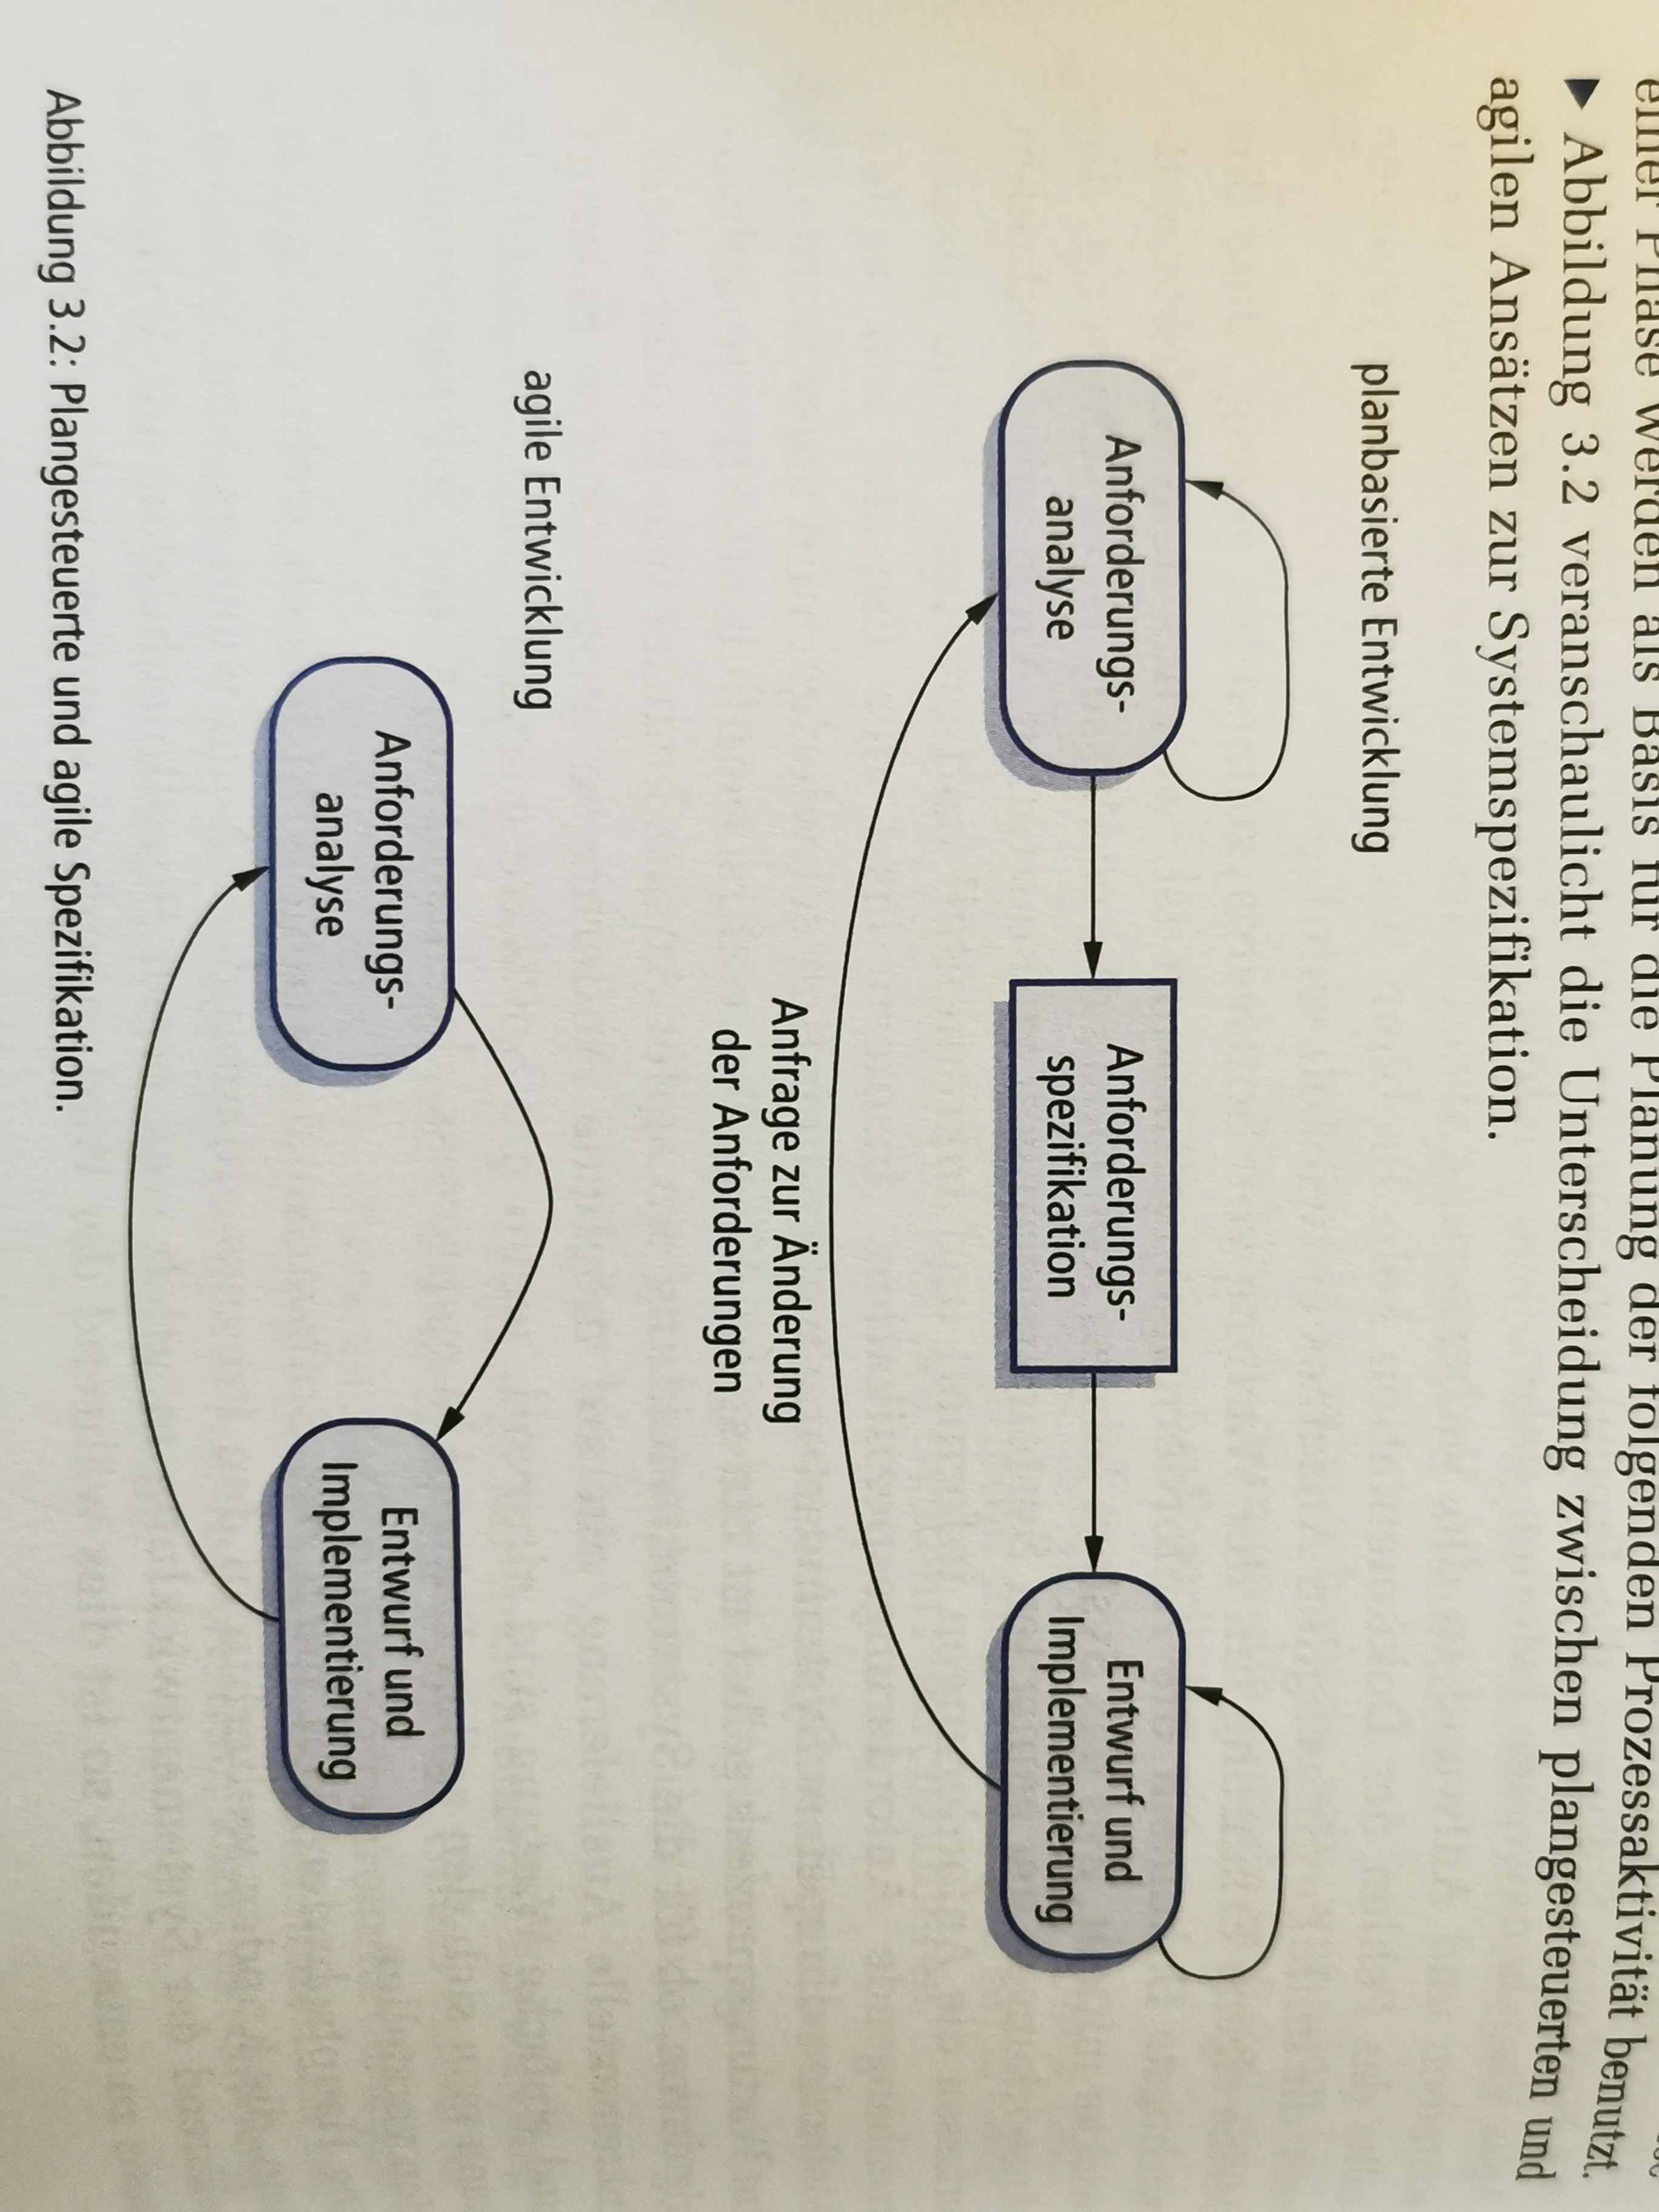 einer Phase werden als Basis für die Planung der folgenden Prozessaktivität benutzt.
▶ Abbildung 3.2 veranschaulicht die Unterscheidung zwischen plangesteuerten und
agilen Ansätzen zur Systemspezifikation.
planbasierte Entwicklung
Anforderungs-
analyse
Anforderungs-
spezifikation
Entwurf und
Implementierung
Anfrage zur Änderung
der Anforderungen
agile Entwicklung
Anforderungs-
analyse
Entwurf und
Implementierung
Abbildung 3.2: Plangesteuerte und agile Spezifikation.